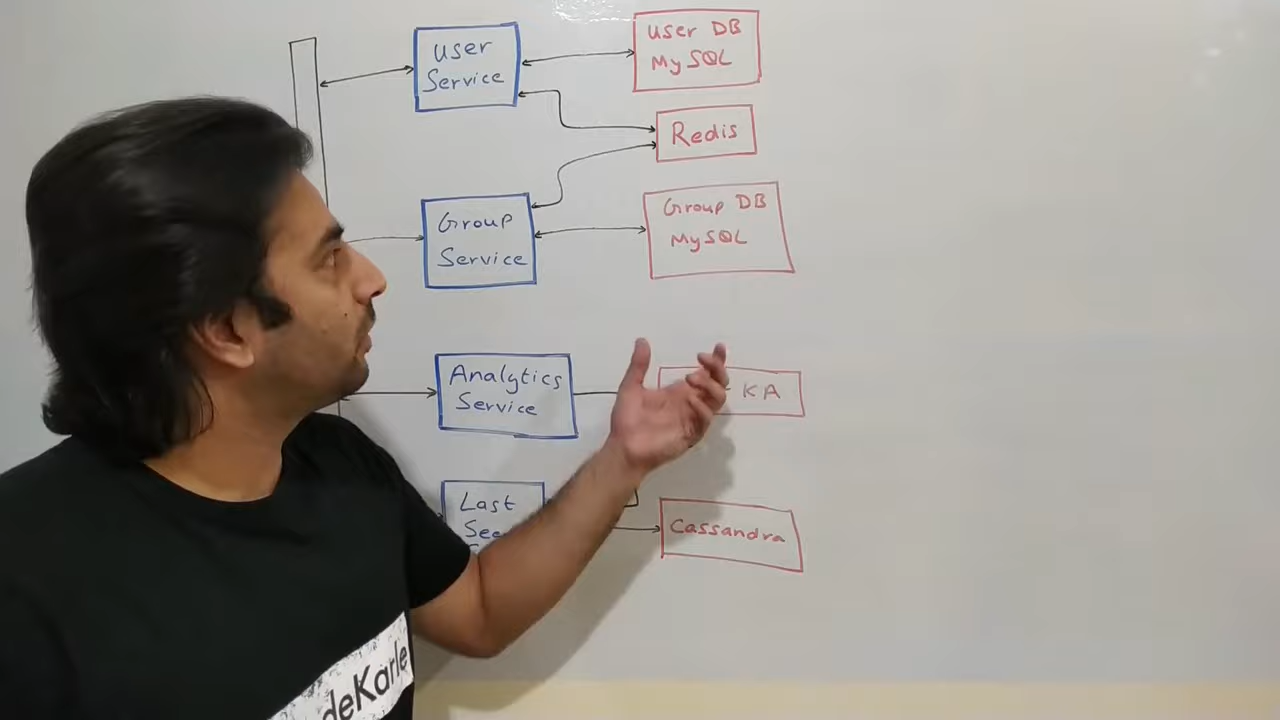 User
Service
User DB
MySQL
Redis
Group
Service
Group DB
MySQL
Analytics
Service
KA
Last
Cassandra
deKarle